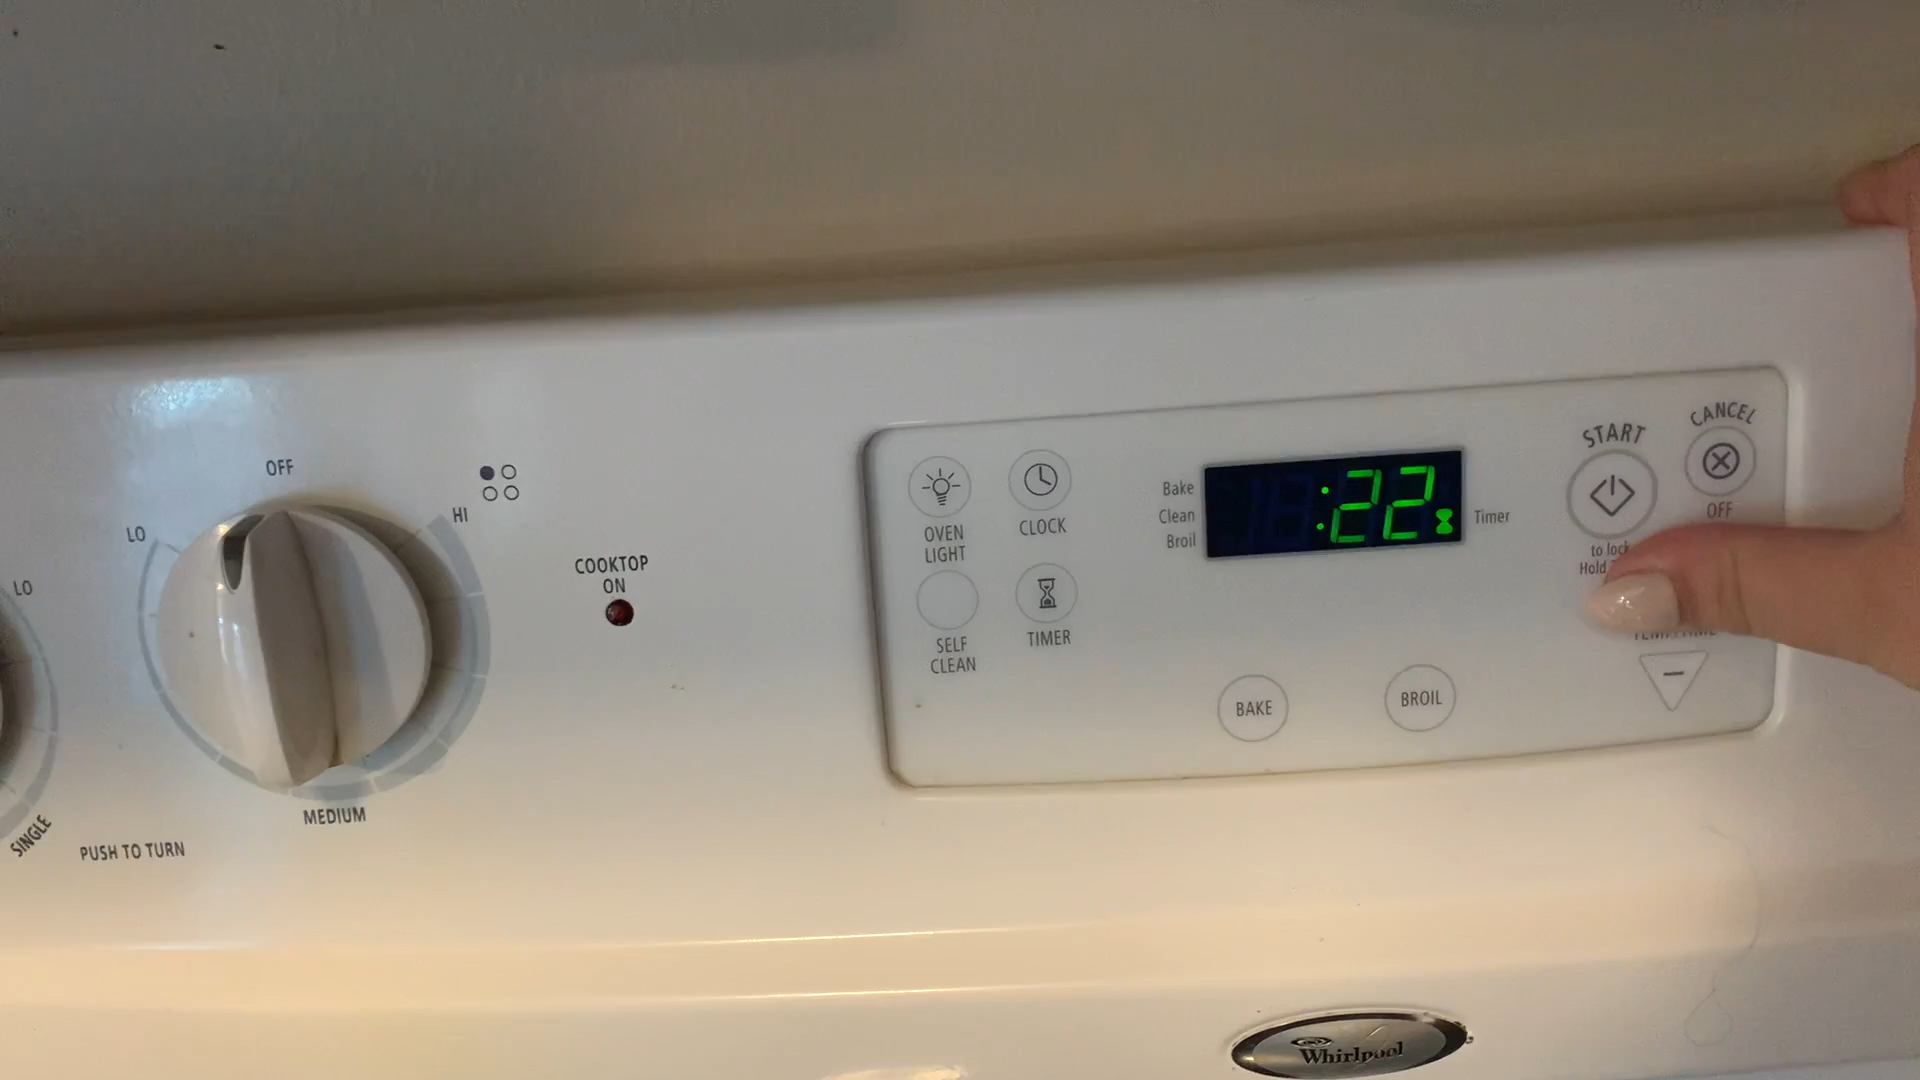 OFF
LO
HI
LO
MEDIUM
SINGLE
PUSH TO TURN
COOKTOP
ON
OVEN
LIGHT
CLOCK
SELF
CLEAN
TIMER
Bake
Clean
Broil
:22
Timer
BAKE
BROIL
START
CANCEL
OFF
to lock
Hold
Whirlpool